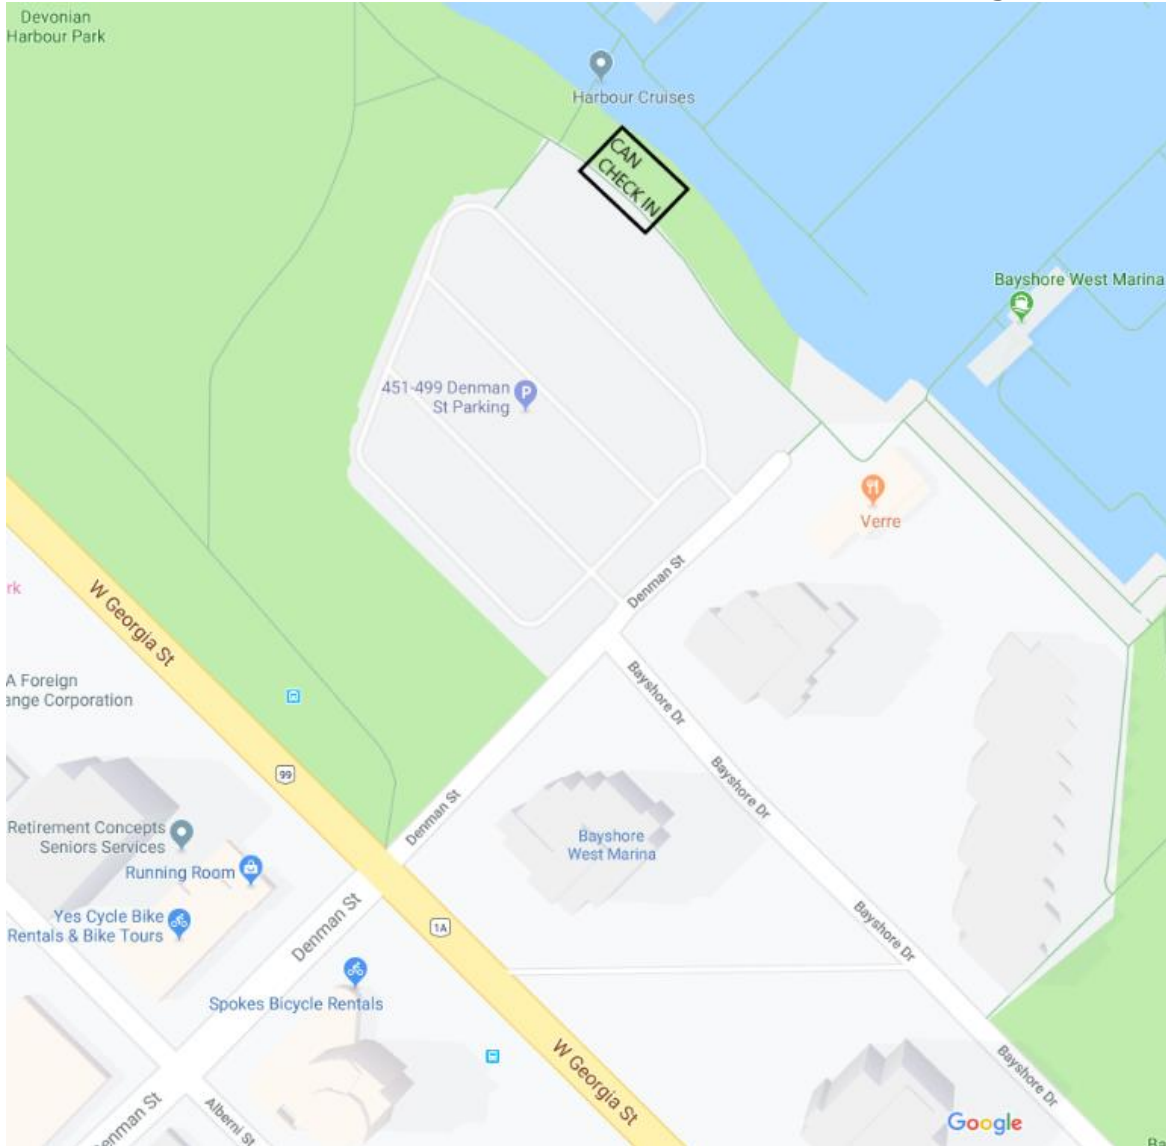 Devonian
Harbour Park
Harbour Cruises
CAN
CHECK IN
Bayshore West Marina
451-499 Denman
St Parking
P
Verre
Denman St
W Georgia St
rk
A Foreign
ange Corporation
Bayshore Dr
99
Bayshore Dr
Denman St
Retirement Concepts
Seniors Services
Running Room
Bayshore
West Marina
Yes Cycle Bike
Rentals & Bike Tours
Denman St
1A
Bayshore Dr
Spokes Bicycle Rentals
W Georgia St
Bayshore Dr
enman St
Alberni St
Google
Ba